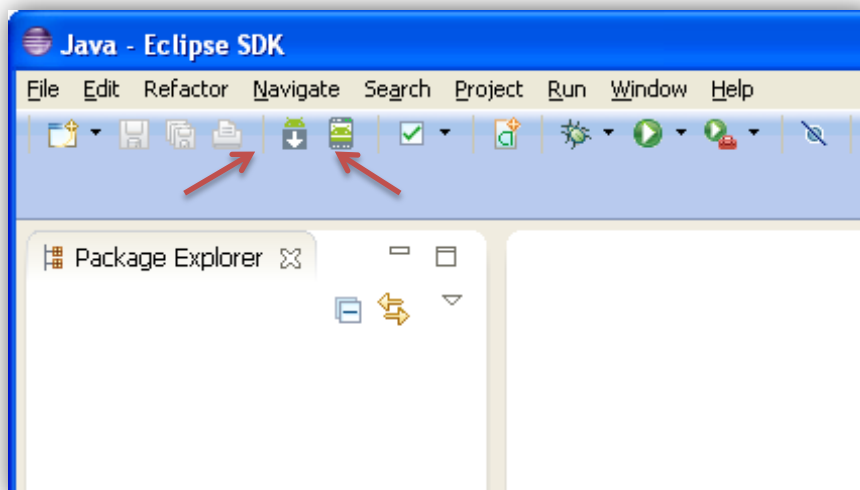 Java - Eclipse SDK
File Edit Refactor Navigate Search Project Run Window Help
Package Explorer